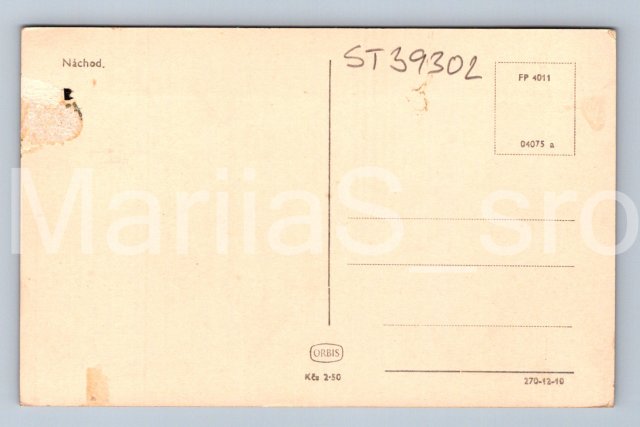 Náchod.
ST39302
FP 4011
04075 a
MariiaS_sro
ORBIS
Kčs 2·50
270-12-10